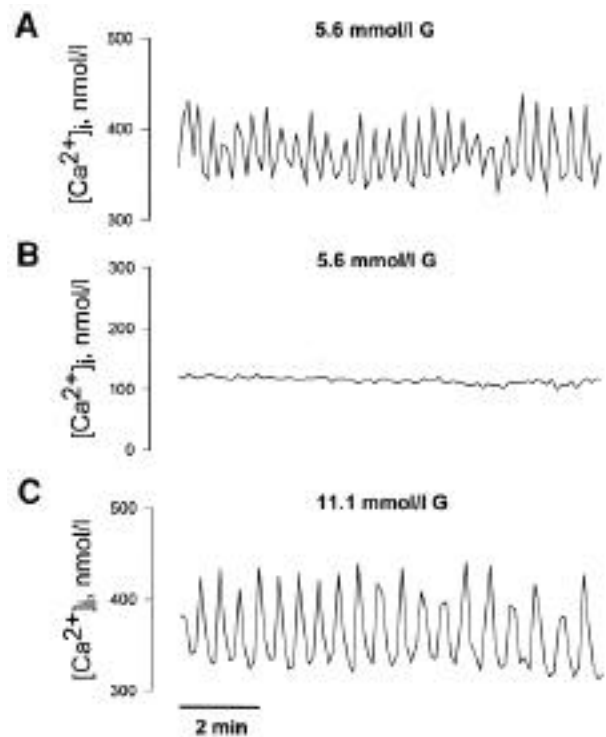 A
5.6 mmol/l G
[Ca2+]i, nmol/l
500
400
300
B
5.6 mmol/l G
[Ca2+]i, nmol/l
300
200
100
0
C
11.1 mmol/l G
[Ca2+]i, nmol/l
500
400
300
2 min